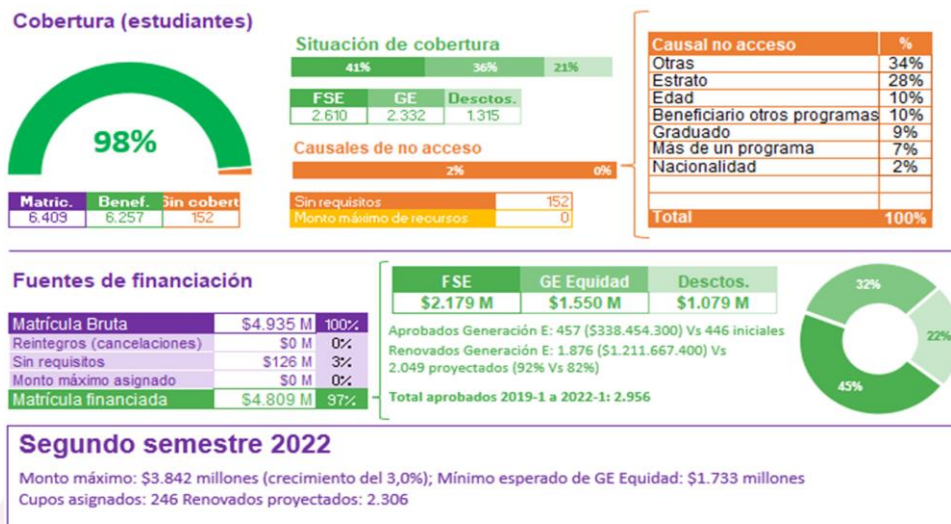 Cobertura (estudiantes)
98%
Matric. Benef. Sin cobert
6.409 6.257 152
Situación de cobertura
41% 36% 21%
FSE GE Desctos.
2.610 2.332 1.315
Causales de no acceso
2% 0%
Sin requisitos 152
Monto máximo de recursos 0
Causal no acceso %
Otras 34%
Estrato 28%
Edad 10%
Beneficiario otros programas 10%
Graduado 9%
Más de un programa 7%
Nacionalidad 2%
Total 100%
Fuentes de financiación
Matrícula Bruta $4.935 M 100%
Reintegros (cancelaciones) $0 M 0%
Sin requisitos $126 M 3%
Monto máximo asignado $0 M 0%
Matrícula financiada $4.809 M 97%
FSE GE Equidad Desctos.
$2.179 M $1.550 M $1.079 M
Aprobados Generación E: 457 ($338.454.300) Vs 446 iniciales
Renovados Generación E: 1.876 ($1.211.667.400) Vs
2.049 proyectados (92% Vs 82%)
Total aprobados 2019-1 a 2022-1: 2.956
32%
22%
45%
Segundo semestre 2022
Monto máximo: $3.842 millones (crecimiento del 3,0%); Mínimo esperado de GE Equidad: $1.733 millones
Cupos asignados: 246 Renovados proyectados: 2.306